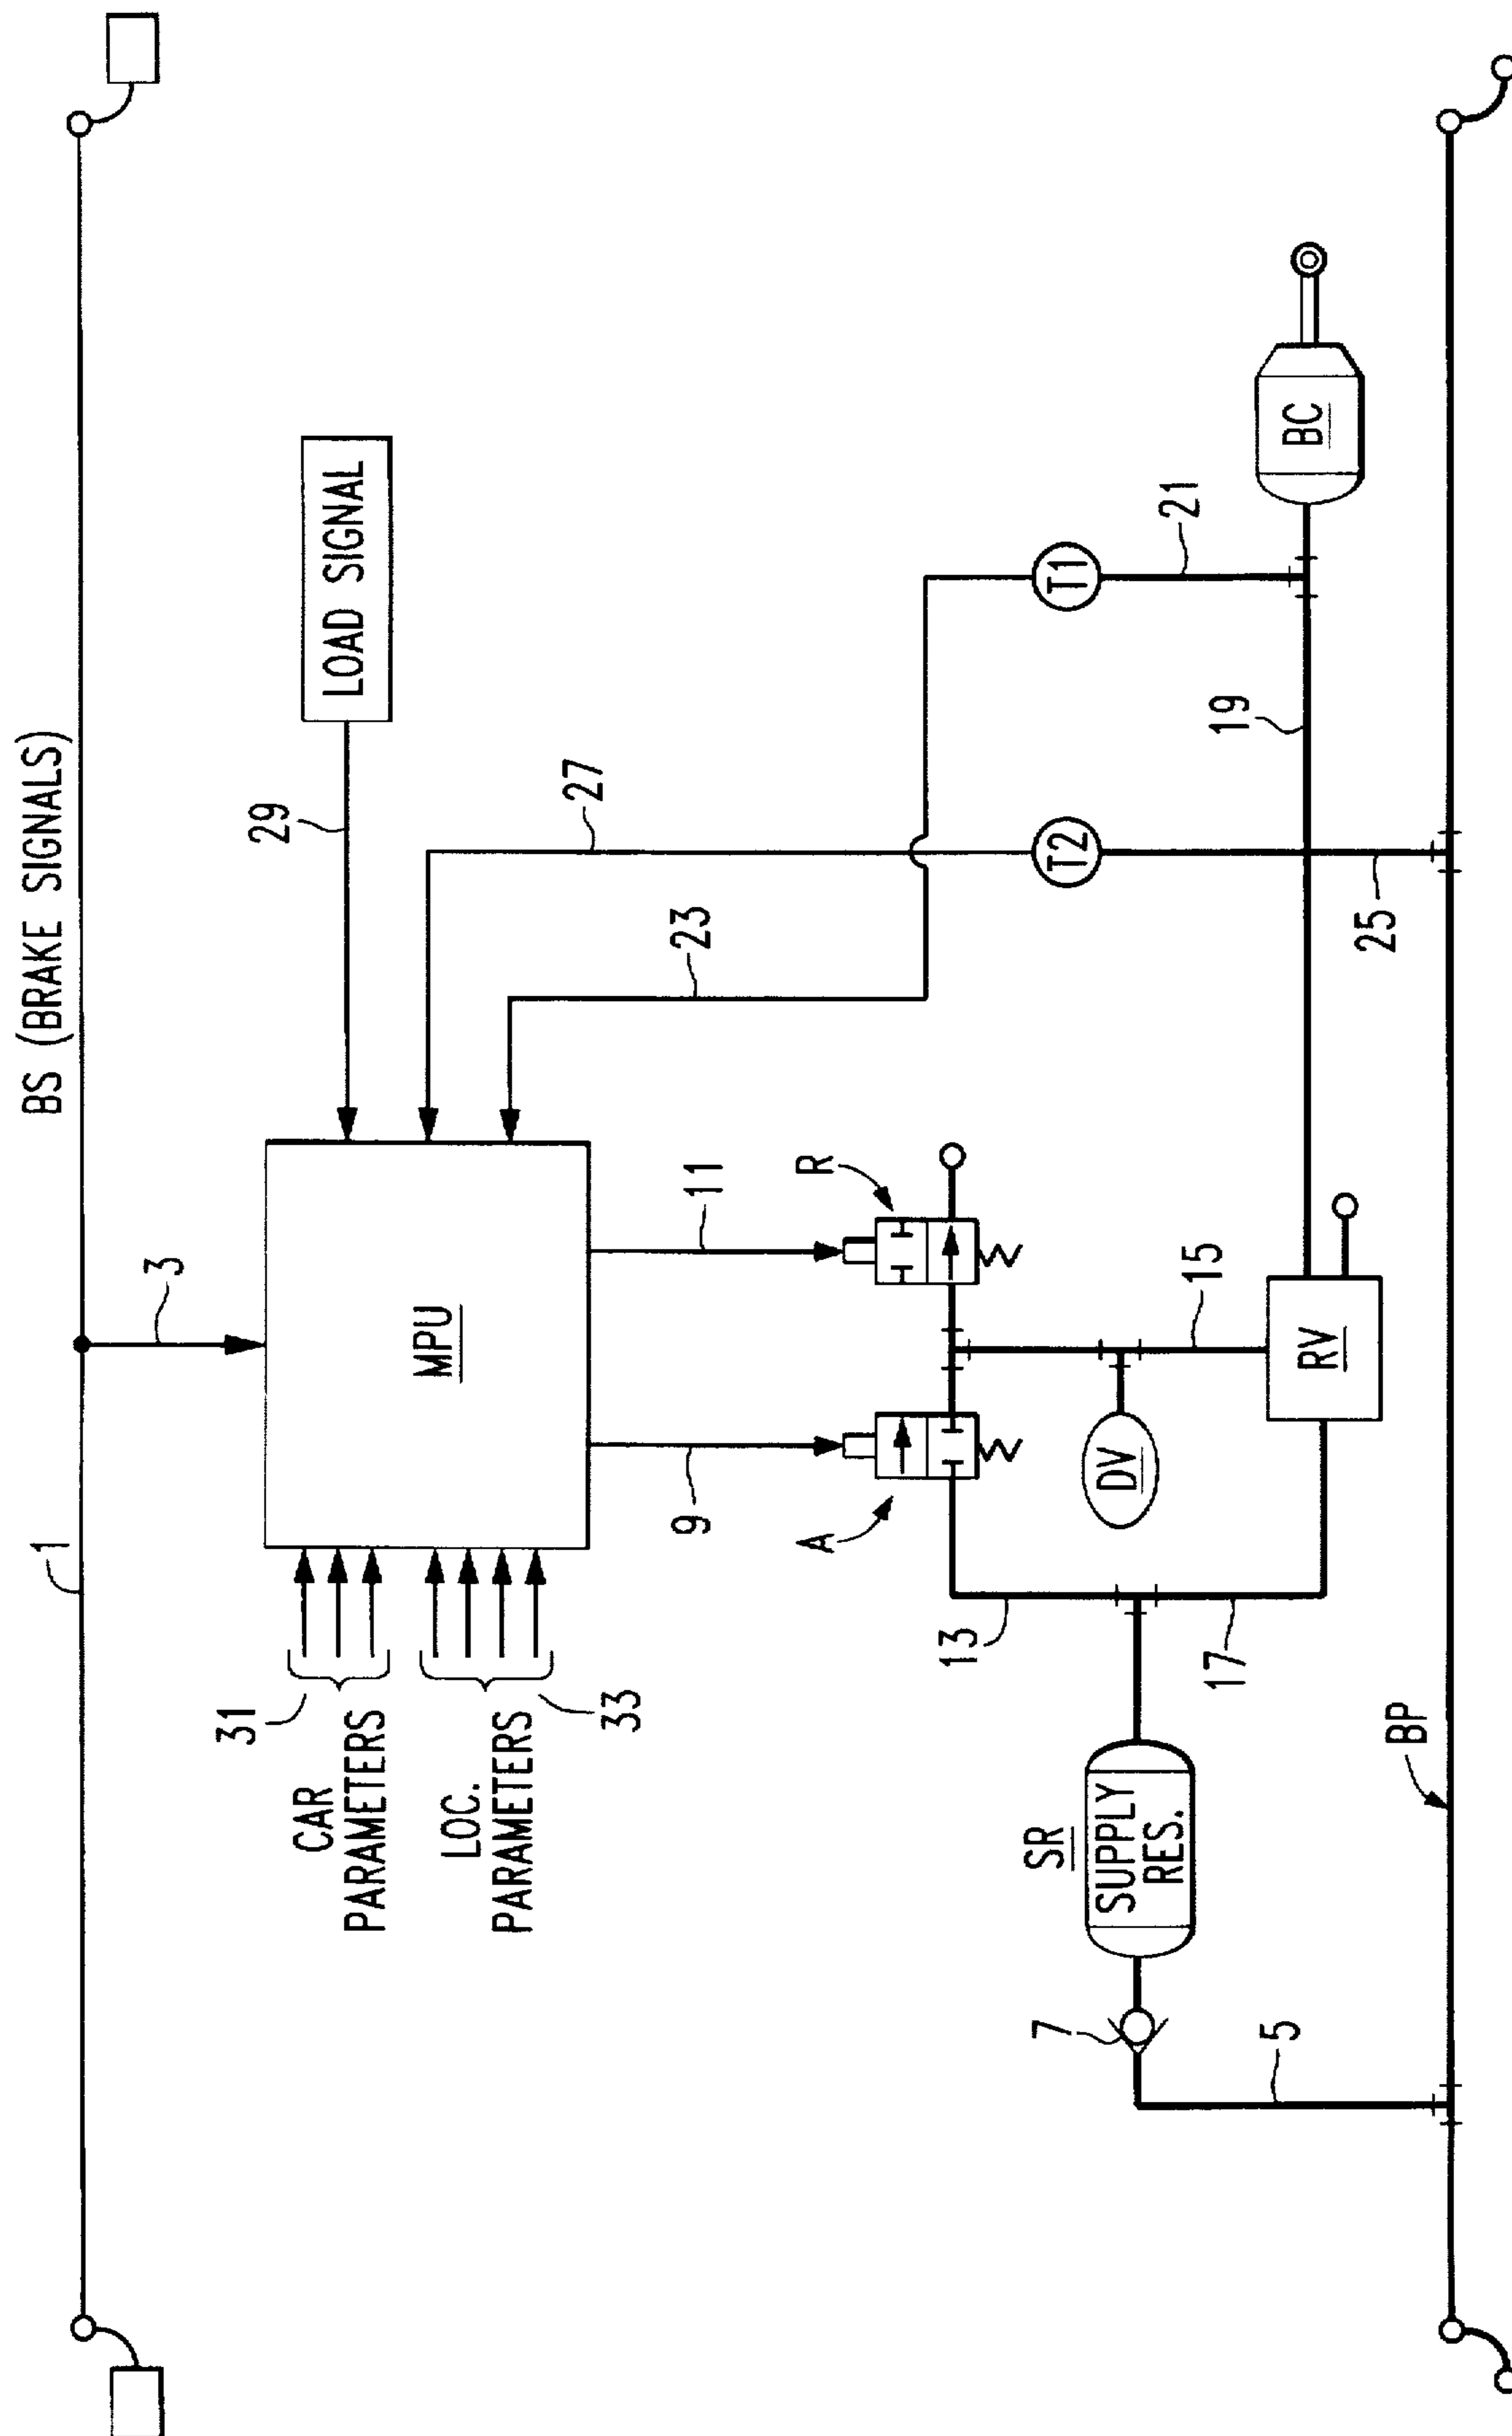 BS (BRAKE SIGNALS)
1
3
29
LOAD SIGNAL
31
CAR
PARAMETERS
LOC.
PARAMETERS
33
MPU
27
23
9
11
A
R
T2
T1
21
13
DV
15
19
SR
SUPPLY
RES.
7
17
5
RV
25
BC
BP